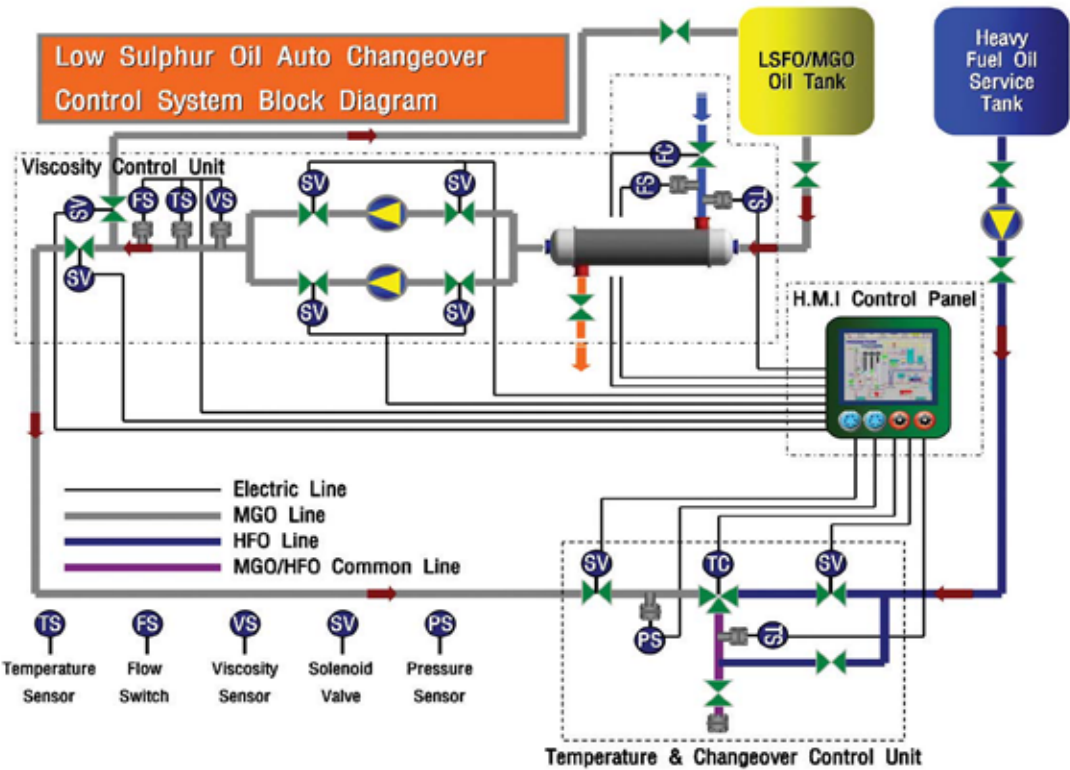 Low Sulphur Oil Auto Changeover
Control System Block Diagram
LSFO/MGO
Oil Tank
Heavy
Fuel Oil
Service
Tank
Viscosity Control Unit
SV
FS
TS
VS
SV
SV
FC
FS
TS
SV
SV
SV
H.M.I Control Panel
Electric Line
MGO Line
HFO Line
MGO/HFO Common Line
SV
TC
SV
PS
TS
TS
FS
VS
SV
PS
Temperature
Sensor
Flow
Switch
Viscosity
Sensor
Solenoid
Valve
Pressure
Sensor
Temperature & Changeover Control Unit